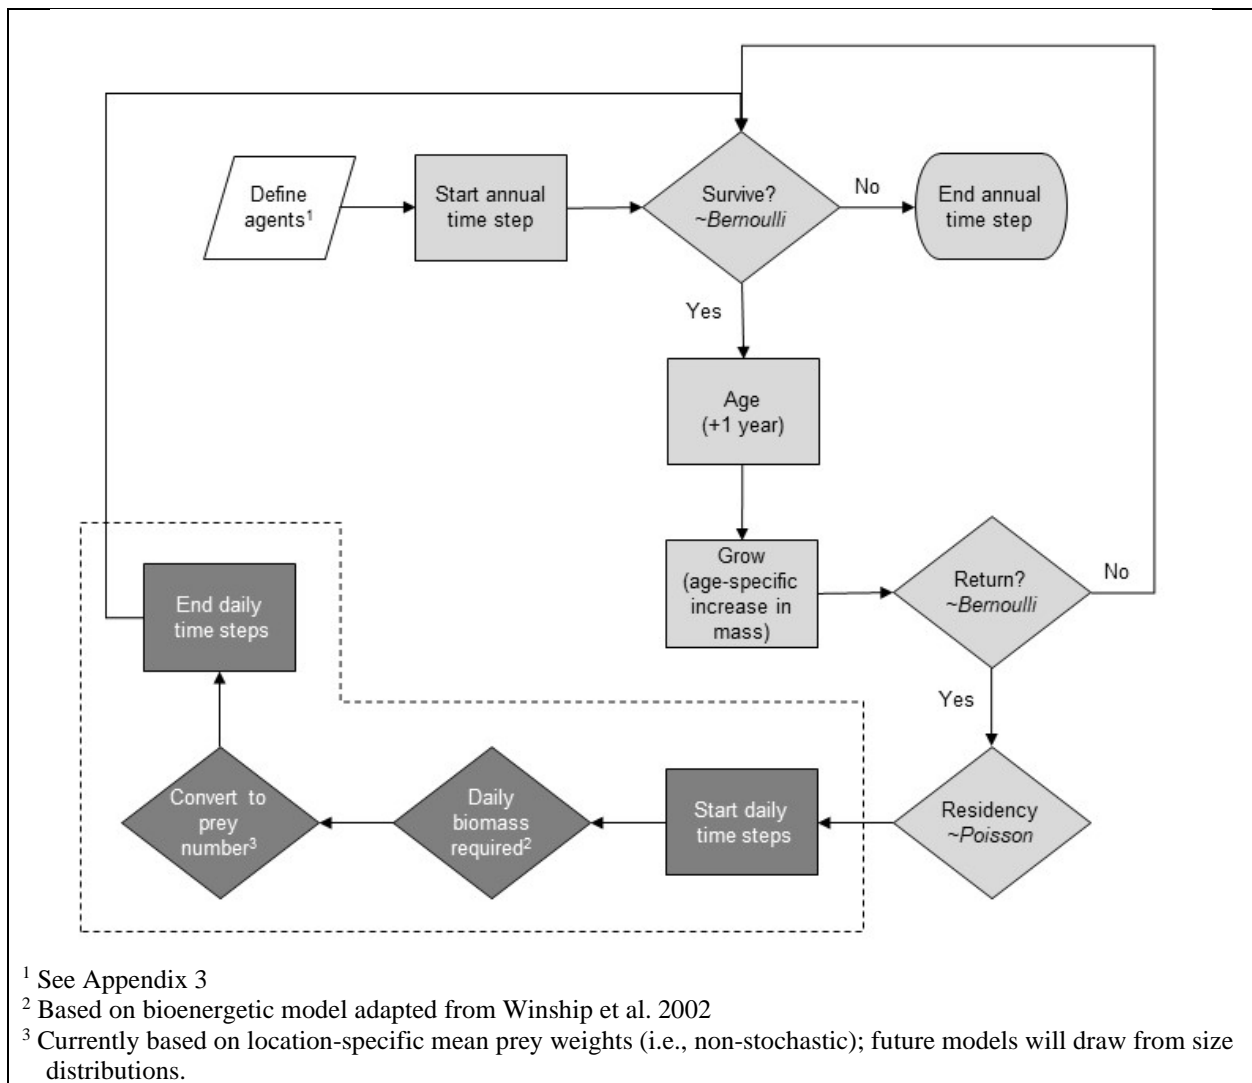 Define
agents¹
Start annual
time step
Survive?
~Bernoulli
No
End annual
time step
Yes
Age
(+1 year)
Grow
(age-specific
increase in
mass)
Return?
~Bernoulli
No
Yes
Residency
~Poisson
Start daily
time steps
Daily
biomass
required²
Convert to
prey
number³
End daily
time steps
¹ See Appendix 3
² Based on bioenergetic model adapted from Winship et al. 2002
³ Currently based on location-specific mean prey weights (i.e., non-stochastic); future models will draw from size
distributions.